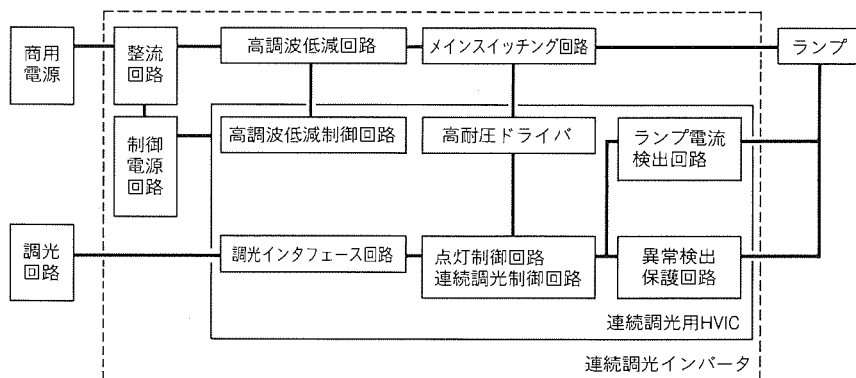 商用
電源
整流
回路
高調波低減回路
メインスイッチング回路
ランプ
制御
電源
回路
高調波低減制御回路
高耐圧ドライバ
ランプ電流
検出回路
調光
回路
調光インタフェース回路
点灯制御回路
連続調光制御回路
異常検出
保護回路
連続調光用HVIC
連続調光インバータ